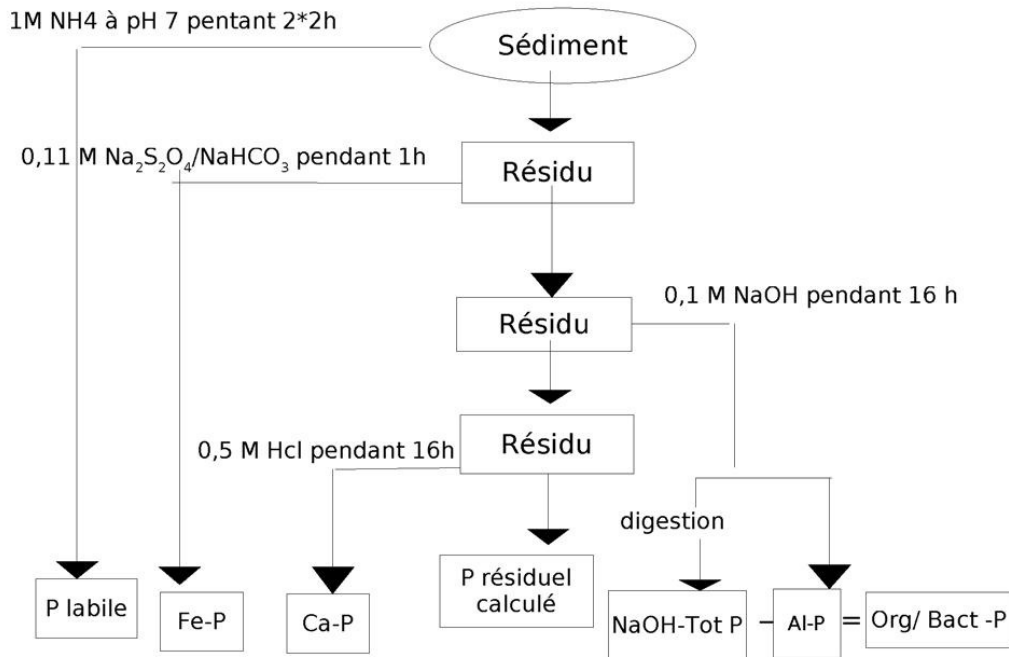 1M NH4 à pH 7 pentant 2*2h
Sédiment
0,11 M Na₂S₂O₄/NaHCO₃ pendant 1h
Résidu
0,1 M NaOH pendant 16 h
Résidu
0,5 M Hcl pendant 16h
Résidu
digestion
P labile
Fe-P
Ca-P
P résiduel
calculé
NaOH-Tot P – Al-P = Org/ Bact -P